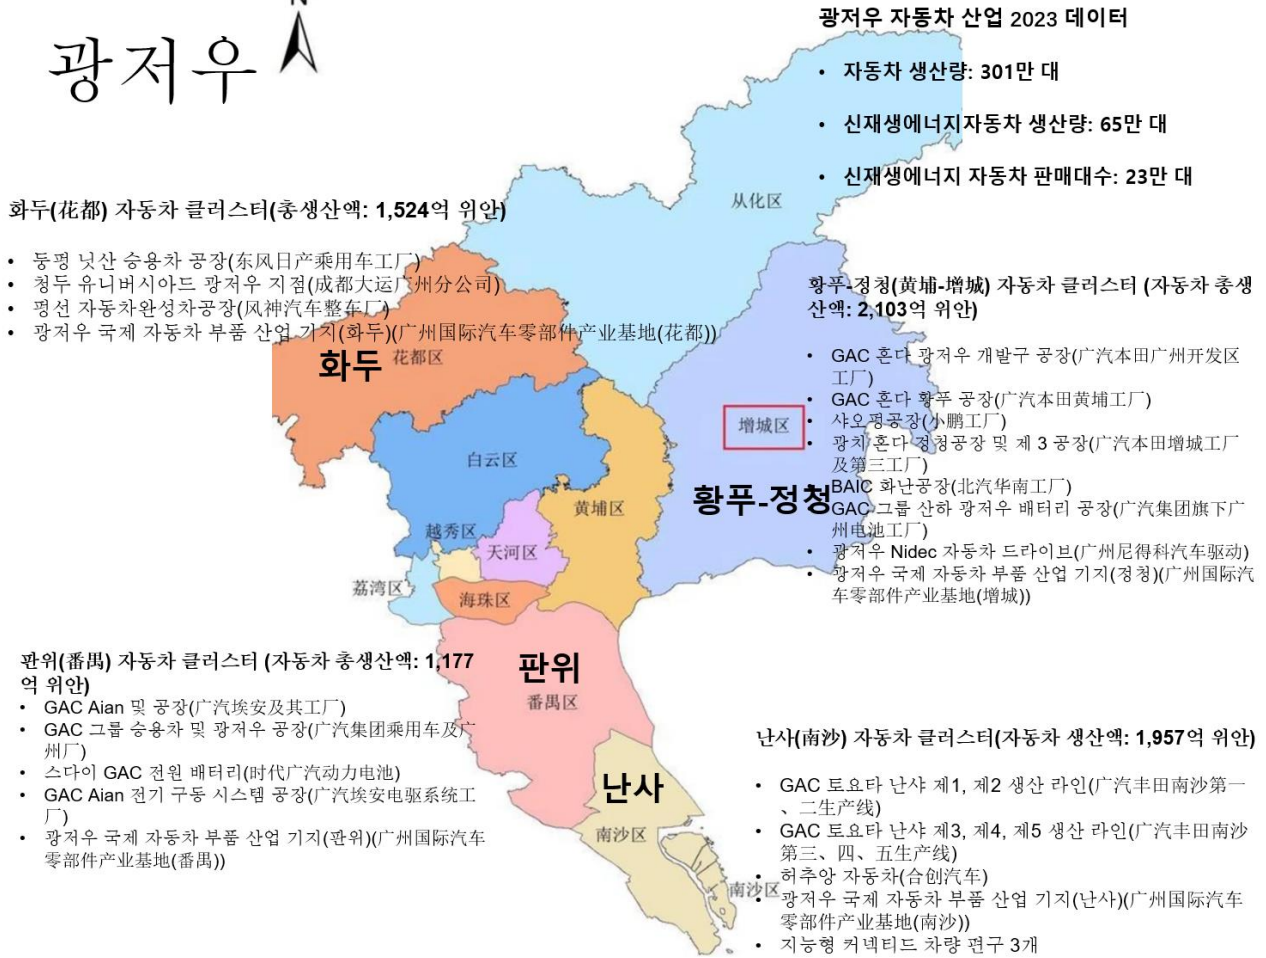 N
광저우
광저우 자동차 산업 2023 데이터
• 자동차 생산량: 301만 대
• 신재생에너지자동차 생산량: 65만 대
• 신재생에너지 자동차 판매대수: 23만 대
从化区
화두(花都) 자동차 클러스터(총생산액: 1,524억 위안)
• 둥펑 닛산 승용차 공장(东风日产乘用车工厂)
• 청두 유니버시아드 광저우 지점(成都大运广州分公司)
• 펑선 자동차완성차공장(风神汽车整车厂)
• 광저우 국제 자동차 부품 산업 기지(화두)(广州国际汽车零部件产业基地(花都))
화두
花都区
황푸-정청(黄埔-增城) 자동차 클러스터 (자동차 총생
산액: 2,103억 위안)
• GAC 혼다 광저우 개발구 공장(广汽本田广州开发区
工厂)
• GAC 혼다 황푸 공장(广汽本田黄埔工厂)
• 샤오펑공장(小鹏工厂)
• 광치 혼다 정청공장 및 제 3 공장(广汽本田增城工厂
及第三工厂)
• BAIC 화난공장(北汽华南工厂)
• GAC 그룹 산하 광저우 배터리 공장(广汽集团旗下广
州电池工厂)
• 광저우 Nidec 자동차 드라이브(广州尼得科汽车驱动)
• 광저우 국제 자동차 부품 산업 기지(정청)(广州国际汽
车零部件产业基地(增城))
增城区
황푸-정청
白云区
黄埔区
越秀区
天河区
荔湾区
海珠区
판위(番禺) 자동차 클러스터 (자동차 총생산액: 1,177
억 위안)
• GAC Aian 및 공장(广汽埃安及其工厂)
• GAC 그룹 승용차 및 광저우 공장(广汽集团乘用车及广
州厂)
• 스다이 GAC 전원 배터리(时代广汽动力电池)
• GAC Aian 전기 구동 시스템 공장(广汽埃安电驱系统工
厂)
• 광저우 국제 자동차 부품 산업 기지(판위)(广州国际汽车
零部件产业基地(番禺))
판위
番禺区
난사
南沙区
南沙区
난사(南沙) 자동차 클러스터(자동차 생산액: 1,957억 위안)
• GAC 토요타 난샤 제1, 제2 생산 라인(广汽丰田南沙第一
、二生产线)
• GAC 토요타 난샤 제3, 제4, 제5 생산 라인(广汽丰田南沙
第三、四、五生产线)
• 허추앙 자동차(合创汽车)
• 광저우 국제 자동차 부품 산업 기지(난사)(广州国际汽车
零部件产业基地(南沙))
• 지능형 커넥티드 차량 편구 3개